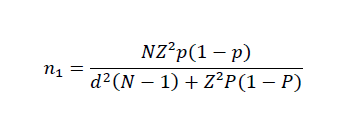 n₁ = NZ²p(1 − p) / d²(N − 1) + Z²P(1 − P)